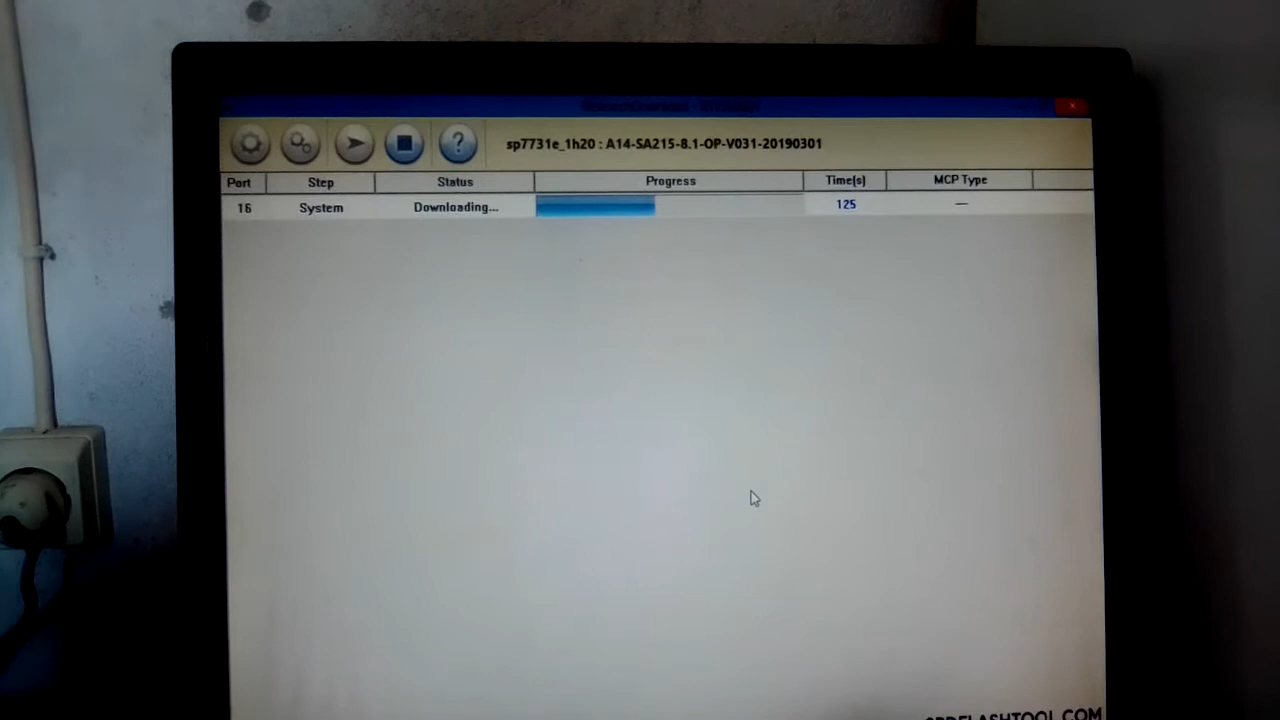 sp7731e_1h20 : A14-SA215-8.1-OP-V031-20190301
Port Step Status Progress Time(s) MCP Type
16 System Downloading... 125 —